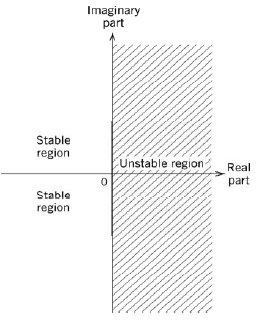 Imaginary
part
Stable
region
Unstable region
Real
part
0
Stable
region